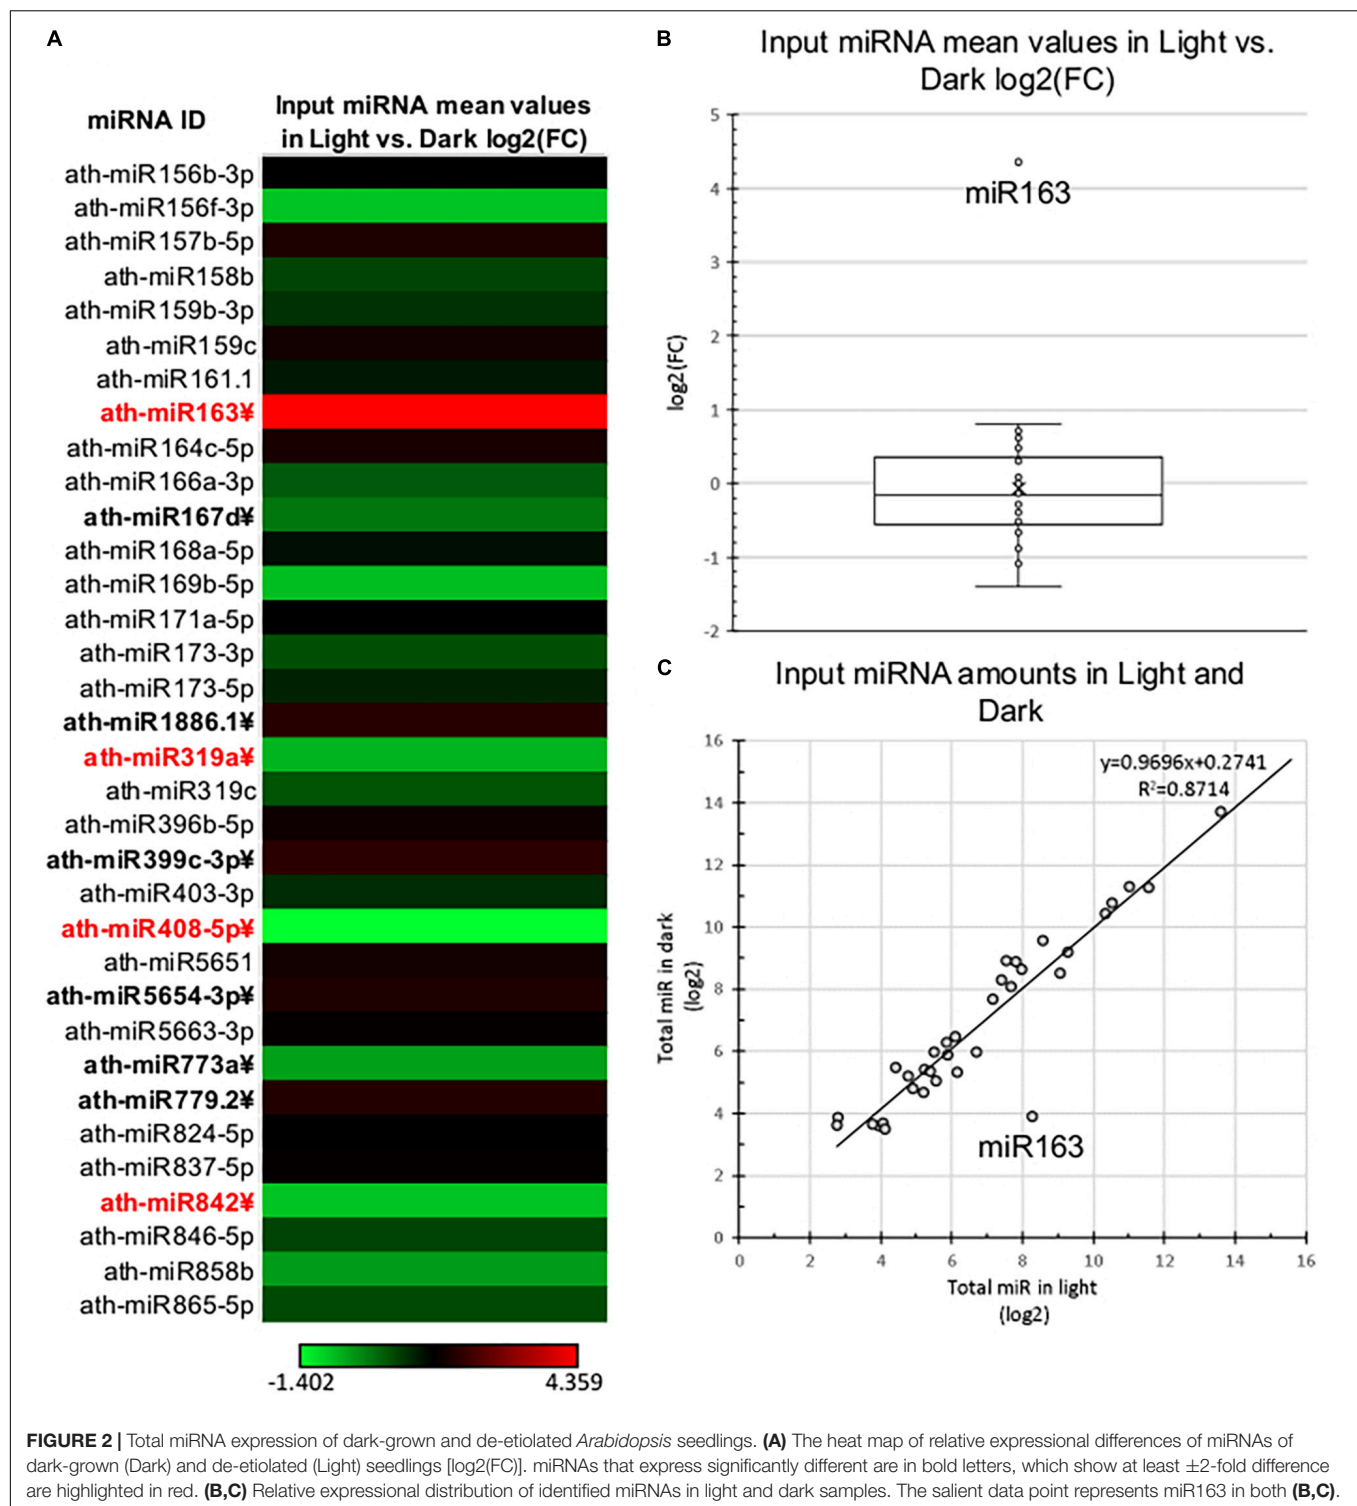 A
miRNA ID
Input miRNA mean values
in Light vs. Dark log2(FC)
ath-miR156b-3p
ath-miR156f-3p
ath-miR157b-5p
ath-miR158b
ath-miR159b-3p
ath-miR159c
ath-miR161.1
ath-miR163¥
ath-miR164c-5p
ath-miR166a-3p
ath-miR167d¥
ath-miR168a-5p
ath-miR169b-5p
ath-miR171a-5p
ath-miR173-3p
ath-miR173-5p
ath-miR1886.1¥
ath-miR319a¥
ath-miR319c
ath-miR396b-5p
ath-miR399c-3p¥
ath-miR403-3p
ath-miR408-5p¥
ath-miR5651
ath-miR5654-3p¥
ath-miR5663-3p
ath-miR773a¥
ath-miR779.2¥
ath-miR824-5p
ath-miR837-5p
ath-miR842¥
ath-miR846-5p
ath-miR858b
ath-miR865-5p
-1.402 4.359
B
Input miRNA mean values in Light vs.
Dark log2(FC)
5
4
3
2
1
0
-1
-2
log2(FC)
miR163
C
Input miRNA amounts in Light and
Dark
16
14
12
10
8
6
4
2
0
Total miR in dark
(log2)
y=0.9696x+0.2741
R²=0.8714
miR163
0 2 4 6 8 10 12 14 16
Total miR in light
(log2)
FIGURE 2 | Total miRNA expression of dark-grown and de-etiolated Arabidopsis seedlings. (A) The heat map of relative expressional differences of miRNAs of
dark-grown (Dark) and de-etiolated (Light) seedlings [log2(FC)]. miRNAs that express significantly different are in bold letters, which show at least ±2-fold difference
are highlighted in red. (B,C) Relative expressional distribution of identified miRNAs in light and dark samples. The salient data point represents miR163 in both (B,C).